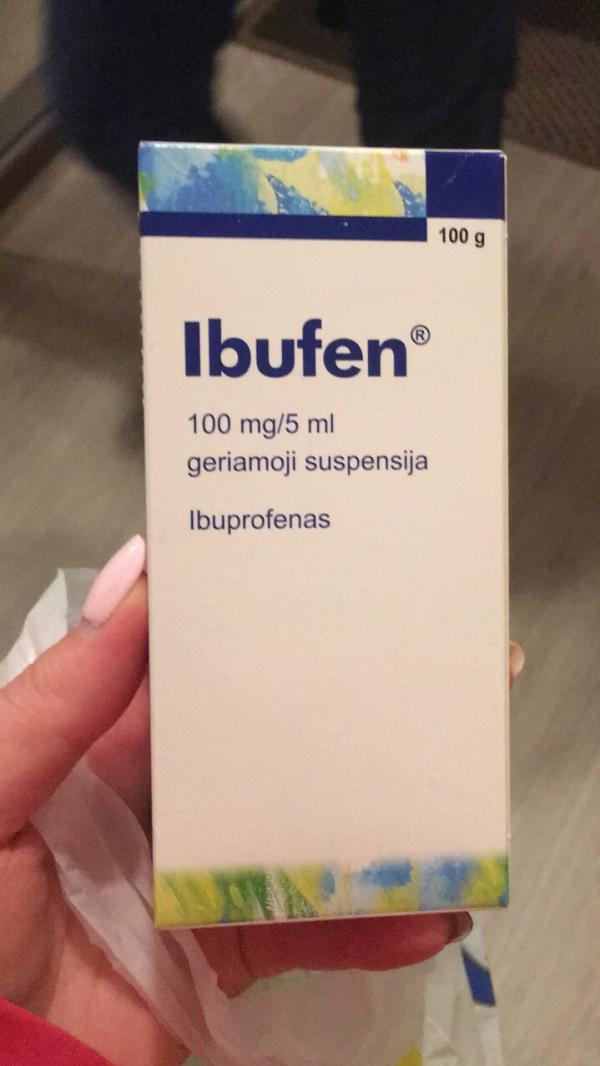 100 g
Ibufen®
100 mg/5 ml
geriamoji suspensija
Ibuprofenas